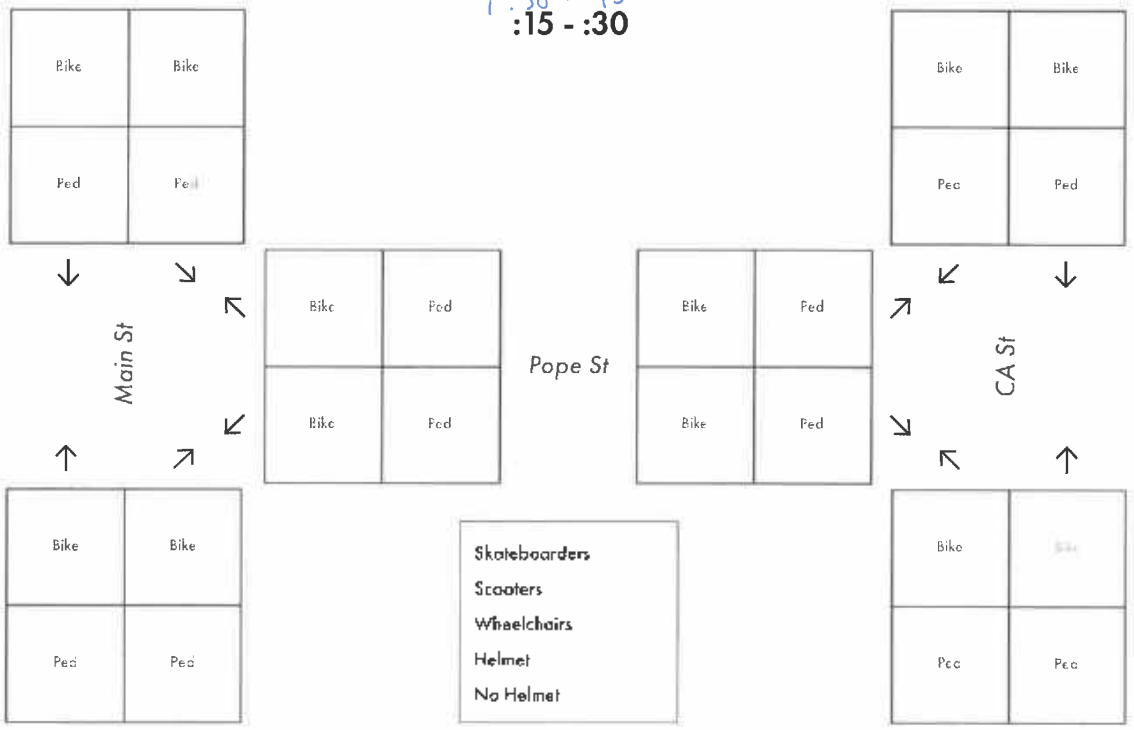 :15 - :30
Bike Bike
Ped Ped
Bike Bike
Ped Ped
Main St
Bike Ped
Bike Ped
Pope St
Bike Ped
Bike Ped
CA St
Bike Bike
Ped Ped
Bike Bike
Ped Ped
Skateboarders
Scooters
Wheelchairs
Helmet
No Helmet